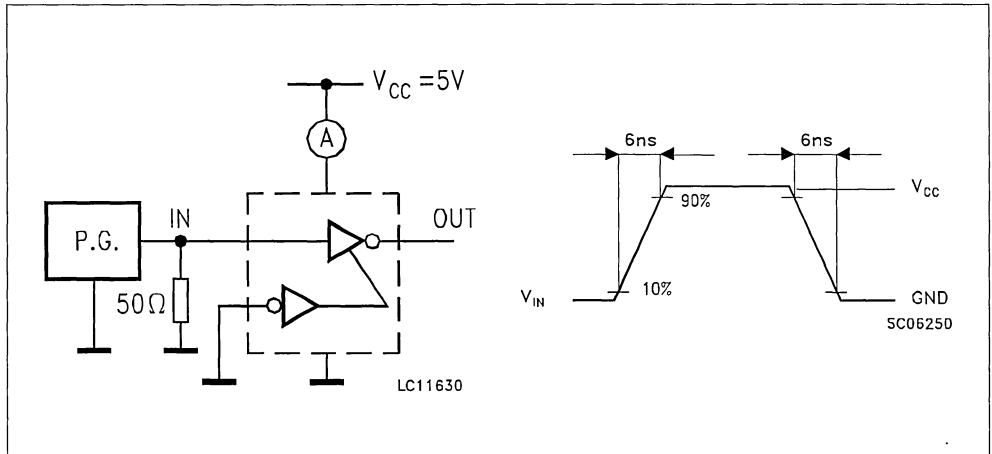 V_CC =5V
A
P.G.
IN
OUT
50Ω
LC11630
6ns
6ns
V_CC
90%
10%
V_IN
GND
SC06250